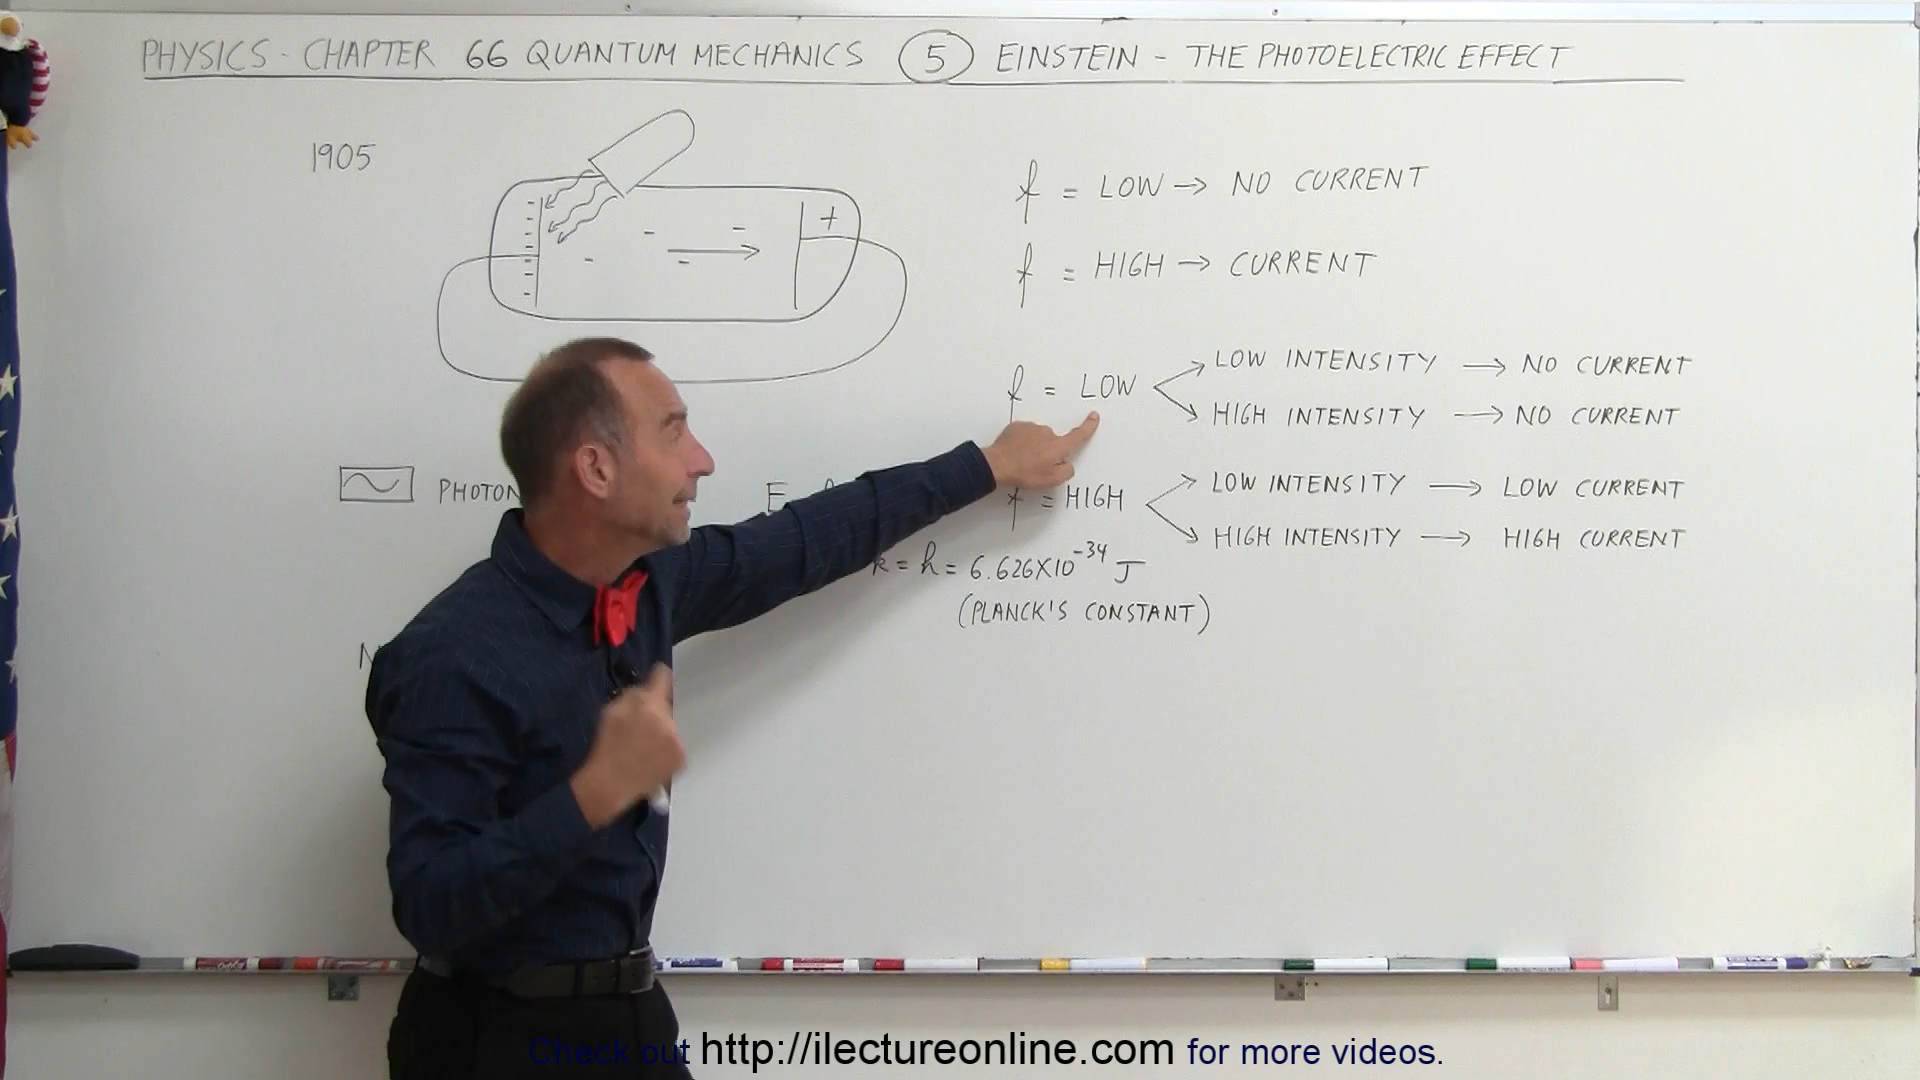 PHYSICS - CHAPTER 66 QUANTUM MECHANICS 5 EINSTEIN - THE PHOTOELECTRIC EFFECT
1905
- - - +
f = LOW → NO CURRENT
f = HIGH → CURRENT
f = LOW
LOW INTENSITY → NO CURRENT
HIGH INTENSITY → NO CURRENT
f = HIGH
LOW INTENSITY → LOW CURRENT
HIGH INTENSITY → HIGH CURRENT
PHOTON
E
k = h = 6.626X10⁻³⁴ J
(PLANCK'S CONSTANT)
N
Check out http://ilectureonline.com for more videos.